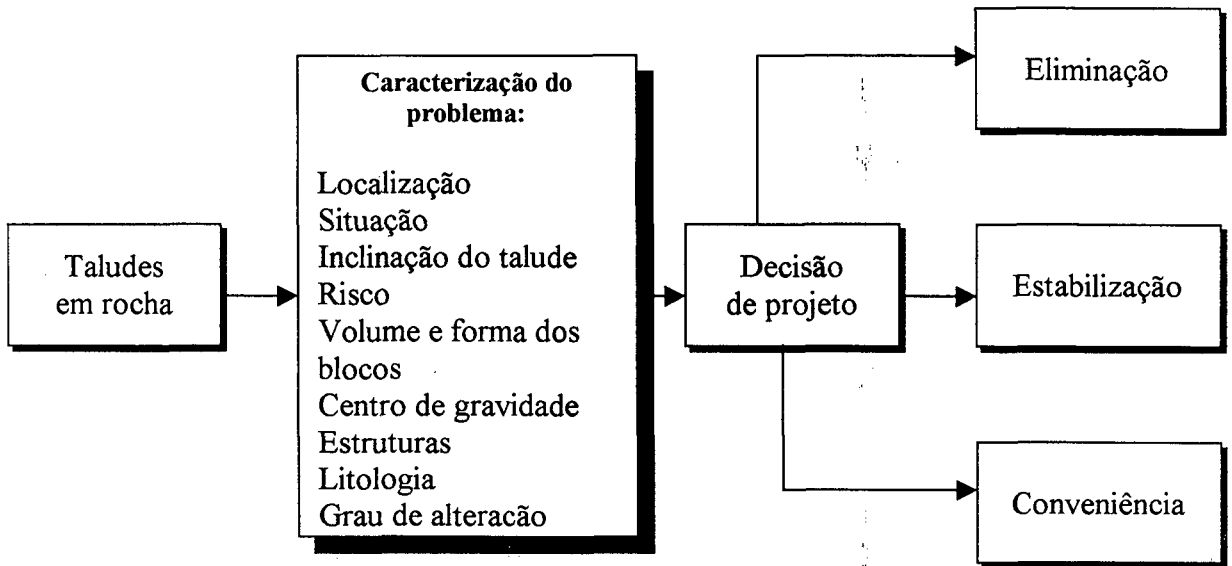 Taludes
em rocha
Caracterização do
problema:
Localização
Situação
Inclinação do talude
Risco
Volume e forma dos
blocos
Centro de gravidade
Estruturas
Litologia
Grau de alteracão
Decisão
de projeto
Eliminação
Estabilização
Conveniência